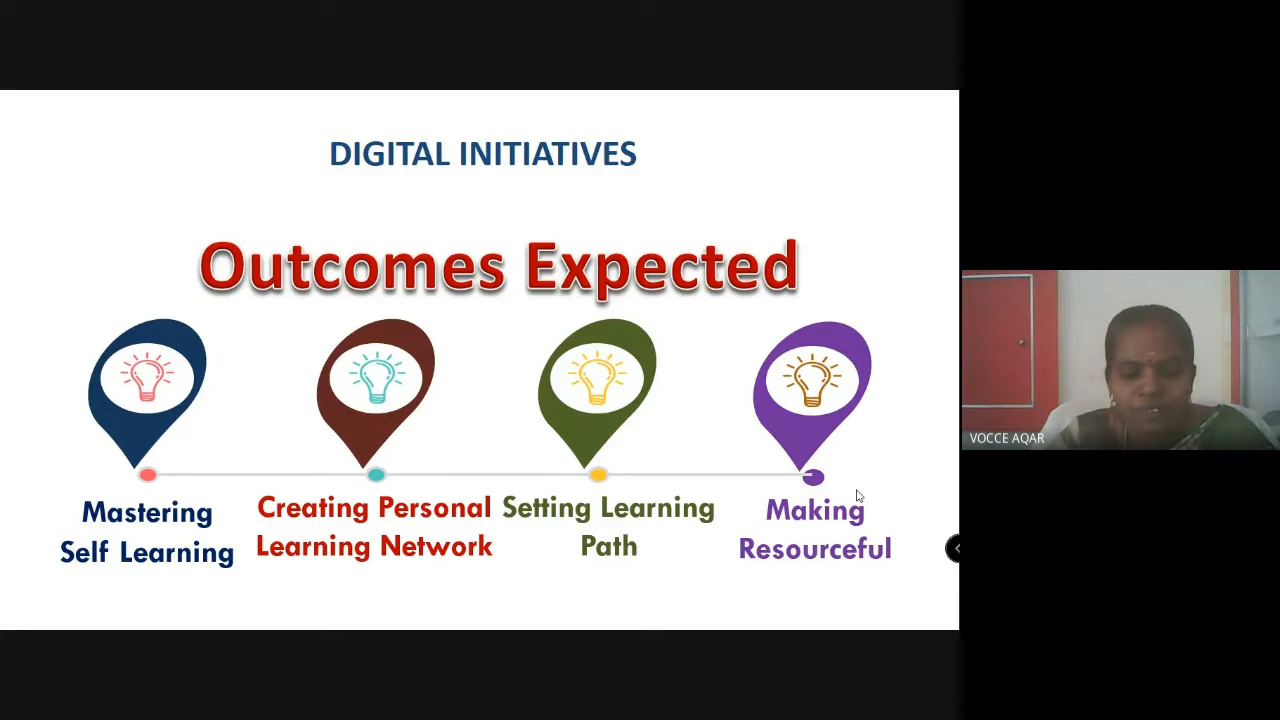 DIGITAL INITIATIVES
Outcomes Expected
Mastering
Self Learning
Creating Personal
Learning Network
Setting Learning
Path
Making
Resourceful
VOCCE AQAR